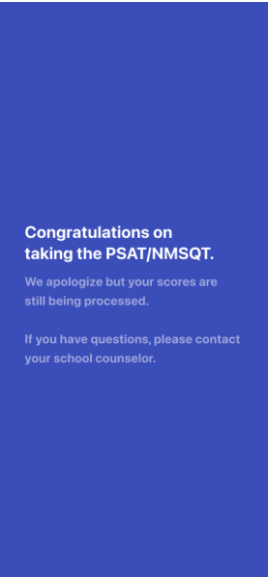 Congratulations on
taking the PSAT/NMSQT.
We apologize but your scores are
still being processed.
If you have questions, please contact
your school counselor.